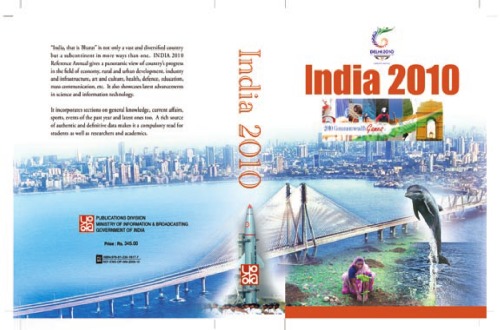 "India, that is Bharat" is not only a vast and diversified country
but a subcontinent in more ways than one. INDIA 2010
Reference Annual gives a panoramic view of country's progress
in the field of economy, rural and urban development, industry
and infrastructure, art and culture, health, defence, education,
mass communication, etc. It also showcases latest advancements
in science and information technology.
It incorporates sections on general knowledge, current affairs,
sports, events of the past year and latest ones too. A rich source
of authentic and definitive data makes it a compulsory read for
students as well as researchers and academics.
PUBLICATIONS DIVISION
MINISTRY OF INFORMATION & BROADCASTING
GOVERNMENT OF INDIA
Price : Rs. 345.00
India 2010
DELHI 2010
India 2010